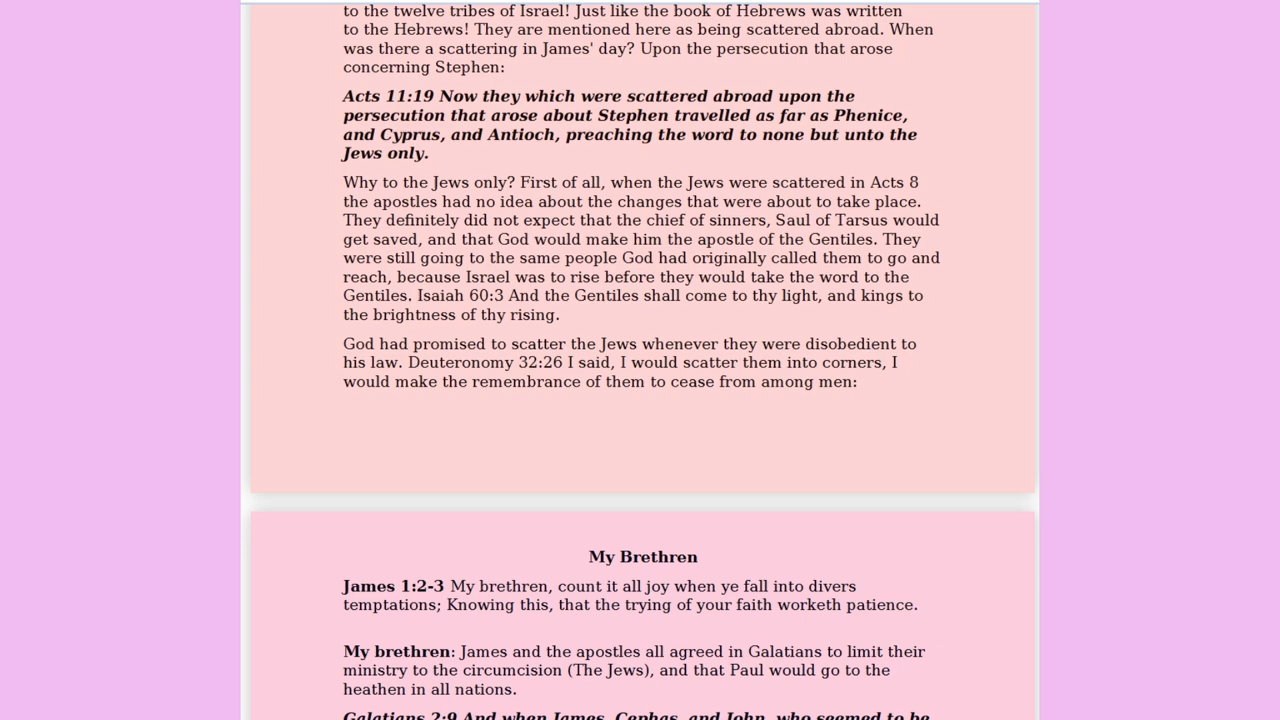 to the twelve tribes of Israel! Just like the book of Hebrews was written
to the Hebrews! They are mentioned here as being scattered abroad. When
was there a scattering in James' day? Upon the persecution that arose
concerning Stephen:
Acts 11:19 Now they which were scattered abroad upon the
persecution that arose about Stephen travelled as far as Phenice,
and Cyprus, and Antioch, preaching the word to none but unto the
Jews only.
Why to the Jews only? First of all, when the Jews were scattered in Acts 8
the apostles had no idea about the changes that were about to take place.
They definitely did not expect that the chief of sinners, Saul of Tarsus would
get saved, and that God would make him the apostle of the Gentiles. They
were still going to the same people God had originally called them to go and
reach, because Israel was to rise before they would take the word to the
Gentiles. Isaiah 60:3 And the Gentiles shall come to thy light, and kings to
the brightness of thy rising.
God had promised to scatter the Jews whenever they were disobedient to
his law. Deuteronomy 32:26 I said, I would scatter them into corners, I
would make the remembrance of them to cease from among men:
My Brethren
James 1:2-3 My brethren, count it all joy when ye fall into divers
temptations; Knowing this, that the trying of your faith worketh patience.
My brethren: James and the apostles all agreed in Galatians to limit their
ministry to the circumcision (The Jews), and that Paul would go to the
heathen in all nations.
Galatians 2:9 And when James, Cephas, and John, who seemed to be